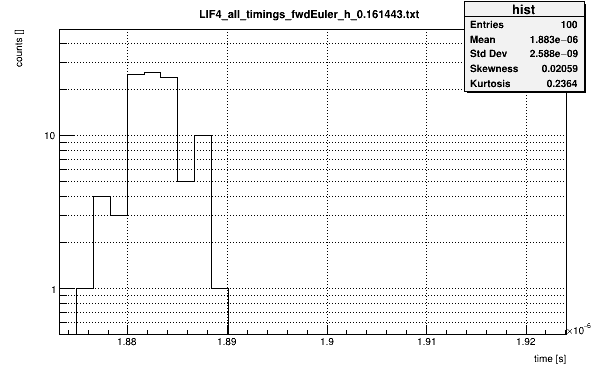 LIF4_all_timings_fwdEuler_h_0.161443.txt
hist
Entries 100
Mean 1.883e−06
Std Dev 2.588e−09
Skewness 0.02059
Kurtosis 0.2364
counts []
10
1
1.88 1.89 1.9 1.91 1.92
×10−6
time [s]